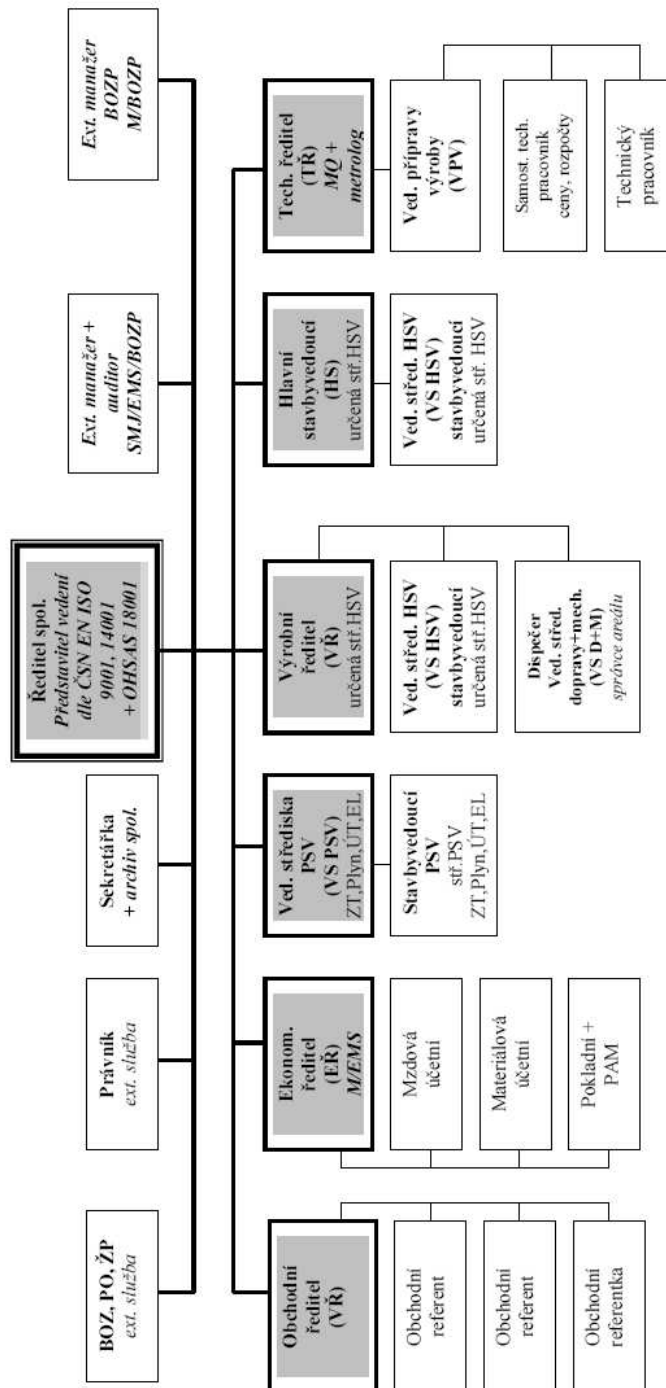 BOZ, PO, ŽP
ext. služba
Právník
ext. služba
Sekretářka
+ archiv spol.
Ředitel spol.
Představitel vedení
dle ČSN EN ISO
9001, 14001
+ OHSAS 18001
Ext. manažer +
auditor
SMJ/EMS/BOZP
Ext. manažer
BOZP
M/BOZP
Obchodní
ředitel
(VŘ)
Obchodní
referent
Obchodní
referent
Obchodní
referentka
Ekonom.
ředitel
(EŘ)
M/EMS
Mzdová
účetní
Materiálová
účetní
Pokladní +
PAM
Ved. střediska
PSV
(VS PSV)
ZT,Plyn,ÚT,EL
Stavbyvedoucí
PSV
stř.PSV
ZT,Plyn,ÚT,EL
Výrobní
ředitel
(VŘ)
určená stř.HSV
Ved. střed. HSV
(VS HSV)
stavbyvedoucí
určená stř.HSV
Dispečer
Ved. střed.
dopravy+mech.
(VS D+M)
správce areálu
Hlavní
stavbyvedoucí
(HS)
určená stř.HSV
Ved. střed. HSV
(VS HSV)
stavbyvedoucí
určená stř. HSV
Tech. ředitel
(TŘ)
MQ +
metrolog
Ved. přípravy
výroby
(VPV)
Samost. tech.
pracovník
ceny, rozpočty
Technický
pracovník